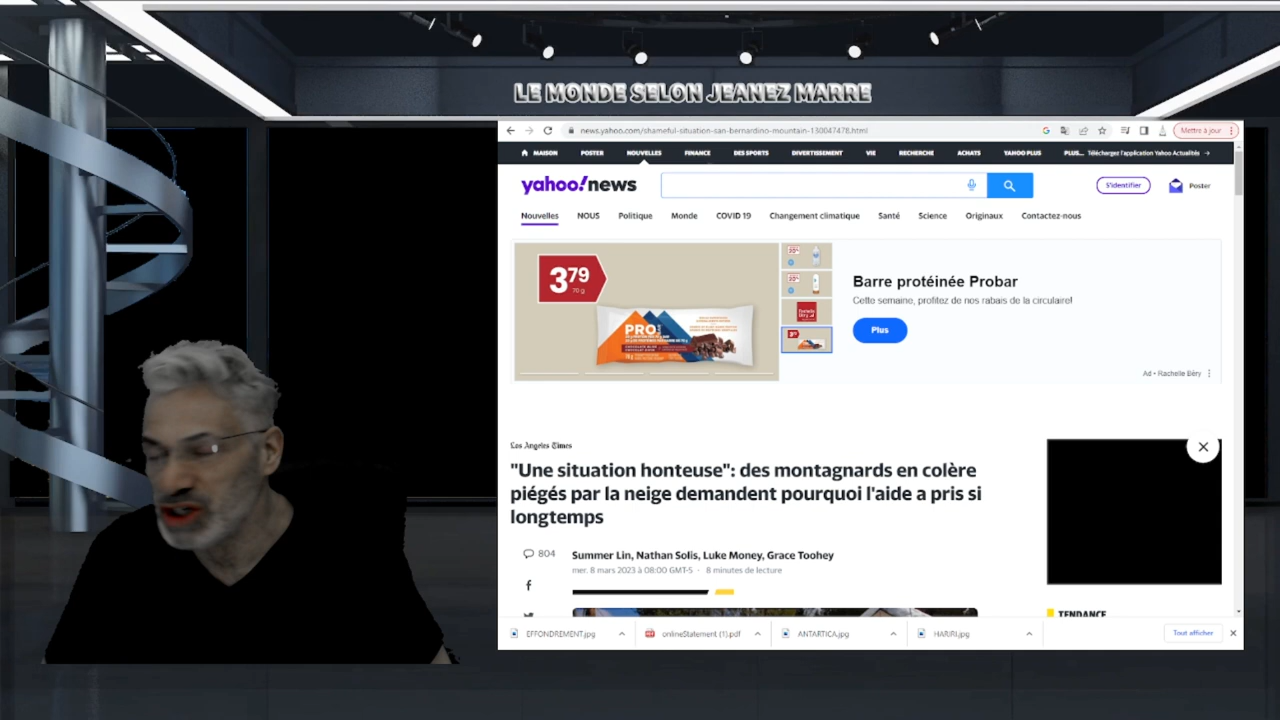 LE MONDE SELON JEANEZ MARRE
news.yahoo.com/shameful-situation-san-bernardino-mountain-130047478.html
Mettre à jour
MAISON POSTER NOUVELLES FINANCE DES SPORTS DIVERTISSEMENT VIE RECHERCHE ACHATS YAHOO PLUS PLUS... Téléchargez l'application Yahoo Actualités →
yahoo!news
S'identifier
Poster
Nouvelles NOUS Politique Monde COVID 19 Changement climatique Santé Science Originaux Contactez-nous
3 79
70 g
PRO
Barre protéinée Probar
Cette semaine, profitez de nos rabais de la circulaire!
Plus
Ad • Rachelle Béry
Los Angeles Times
"Une situation honteuse": des montagnards en colère
piégés par la neige demandent pourquoi l'aide a pris si
longtemps
804
Summer Lin, Nathan Solis, Luke Money, Grace Toohey
mer. 8 mars 2023 à 08:00 GMT-5 · 8 minutes de lecture
TENDANCE
EFFONDREMENT.jpg
onlineStatement (1).pdf
ANTARTICA.jpg
HARIRI.jpg
Tout afficher